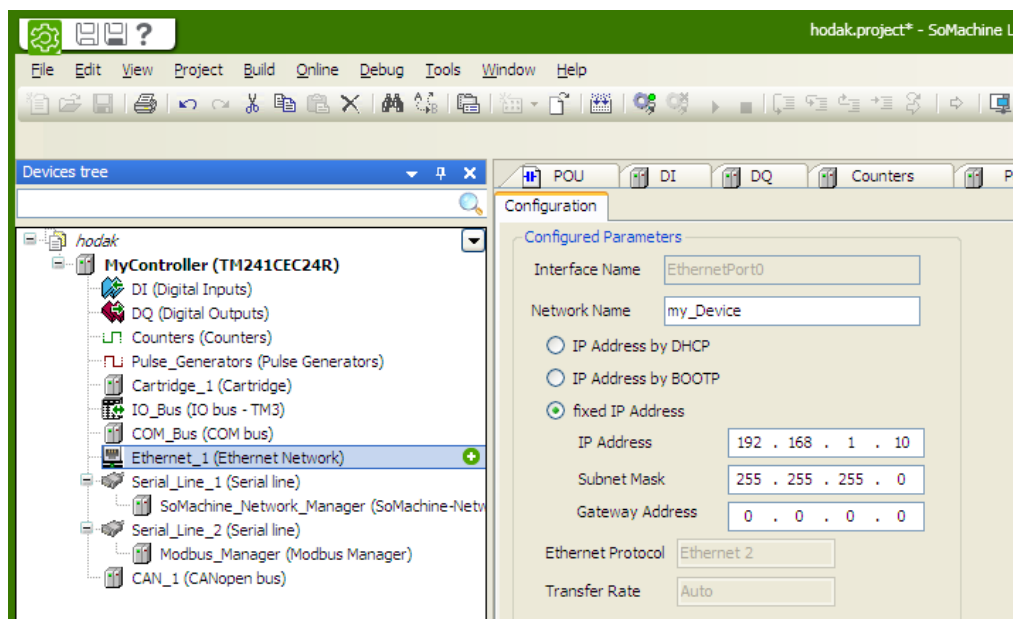 hodak.project* - SoMachine L
File Edit View Project Build Online Debug Tools Window Help
Devices tree
POU DI DQ Counters P
Configuration
hodak
MyController (TM241CEC24R)
DI (Digital Inputs)
DQ (Digital Outputs)
Counters (Counters)
Pulse_Generators (Pulse Generators)
Cartridge_1 (Cartridge)
IO_Bus (IO bus - TM3)
COM_Bus (COM bus)
Ethernet_1 (Ethernet Network)
Serial_Line_1 (Serial line)
SoMachine_Network_Manager (SoMachine-Netw
Serial_Line_2 (Serial line)
Modbus_Manager (Modbus Manager)
CAN_1 (CANopen bus)
Configured Parameters
Interface Name EthernetPort0
Network Name my_Device
IP Address by DHCP
IP Address by BOOTP
fixed IP Address
IP Address 192 . 168 . 1 . 10
Subnet Mask 255 . 255 . 255 . 0
Gateway Address 0 . 0 . 0 . 0
Ethernet Protocol Ethernet 2
Transfer Rate Auto